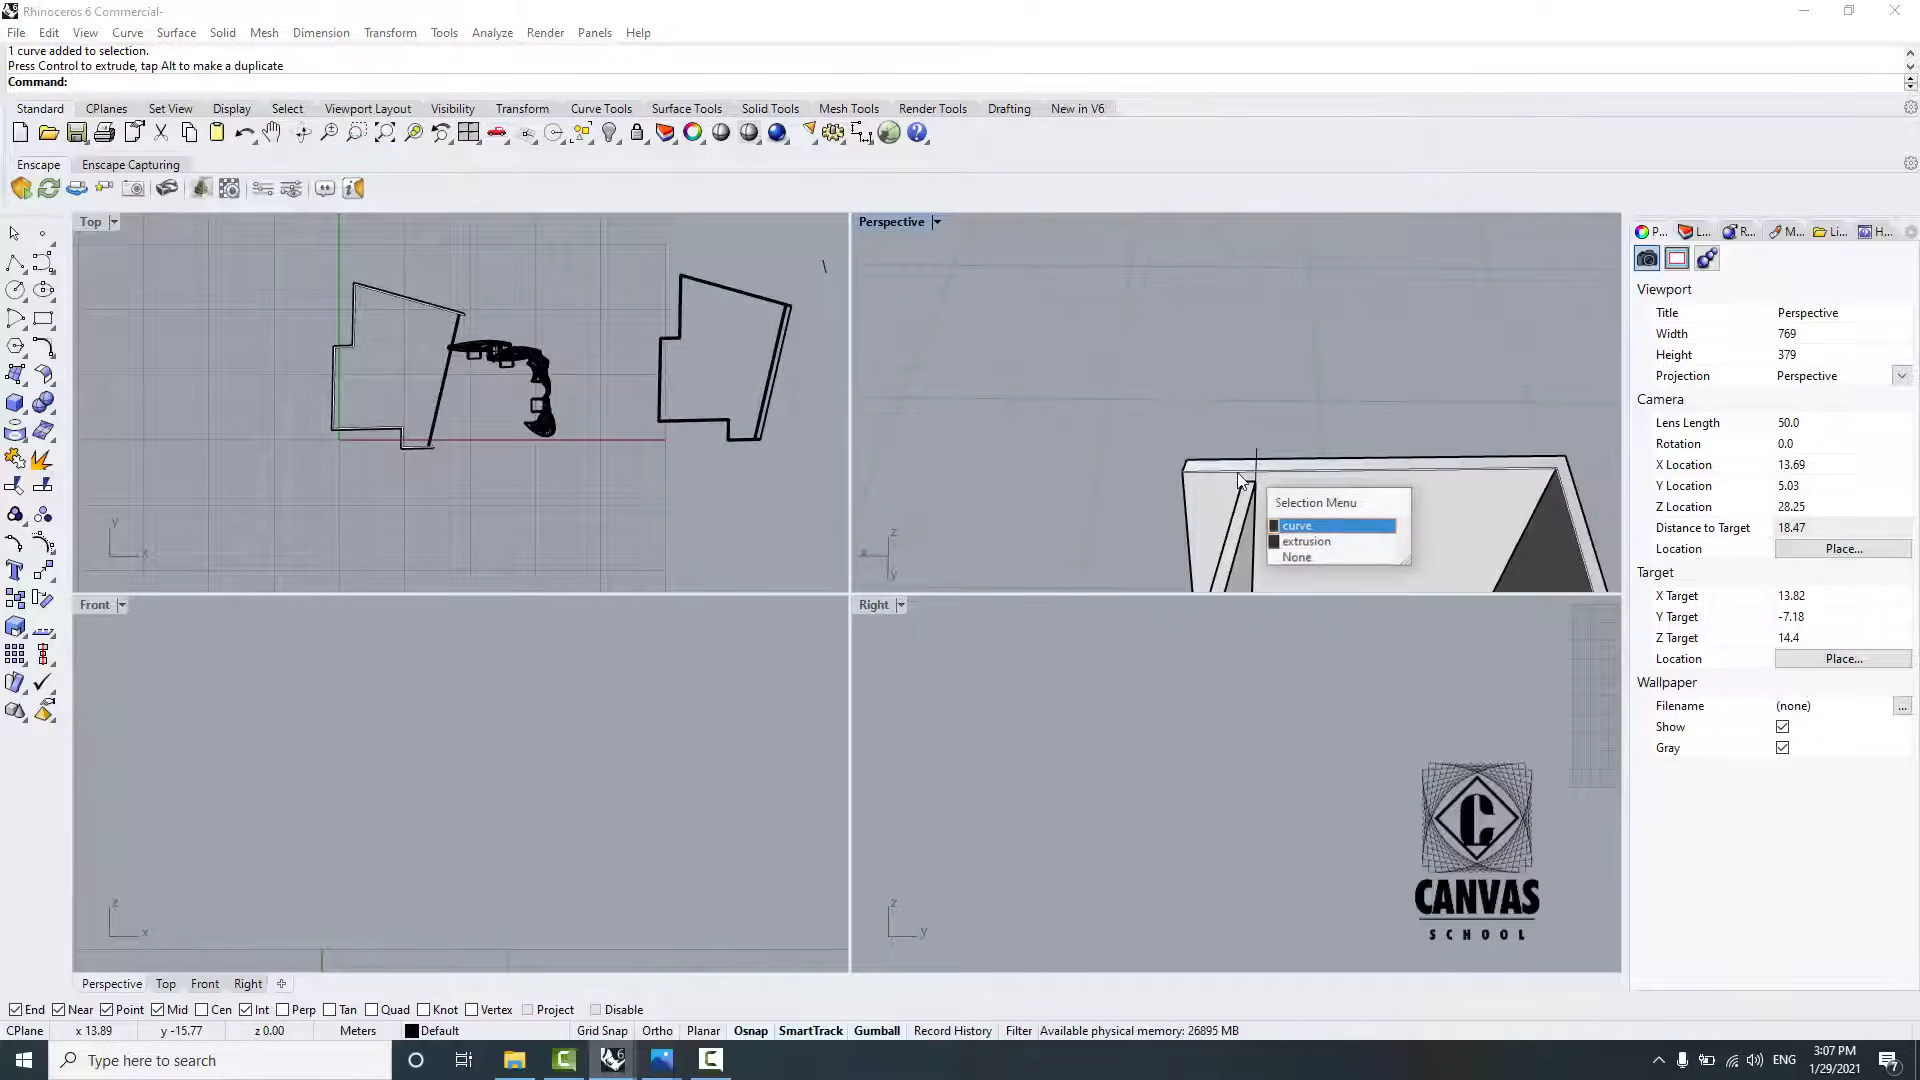 Rhinoceros 6 Commercial-
File Edit View Curve Surface Solid Mesh Dimension Transform Tools Analyze Render Panels Help
1 curve added to selection.
Press Control to extrude, tap Alt to make a duplicate
Command:
Standard CPlanes Set View Display Select Viewport Layout Visibility Transform Curve Tools Surface Tools Solid Tools Mesh Tools Render Tools Drafting New in V6
Enscape Enscape Capturing
Top
Perspective
P... L... R... M... Li... H...
Viewport
Title Perspective
Width 769
Height 379
Projection Perspective
Camera
Lens Length 50.0
Rotation 0.0
X Location 13.69
Y Location 5.03
Z Location 28.25
Distance to Target 18.47
Location Place...
Target
X Target 13.82
Y Target -7.18
Z Target 14.4
Location Place...
Wallpaper
Filename (none) ...
Show
Gray
Selection Menu
curve
extrusion
None
y
x
z
y
Front
Right
z
x
z
y
CANVAS
SCHOOL
Perspective Top Front Right
End Near Point Mid Cen Int Perp Tan Quad Knot Vertex Project Disable
CPlane x 13.89 y -15.77 z 0.00 Meters Default Grid Snap Ortho Planar Osnap SmartTrack Gumball Record History Filter Available physical memory: 26895 MB
Type here to search
ENG
3:07 PM
1/29/2021
7